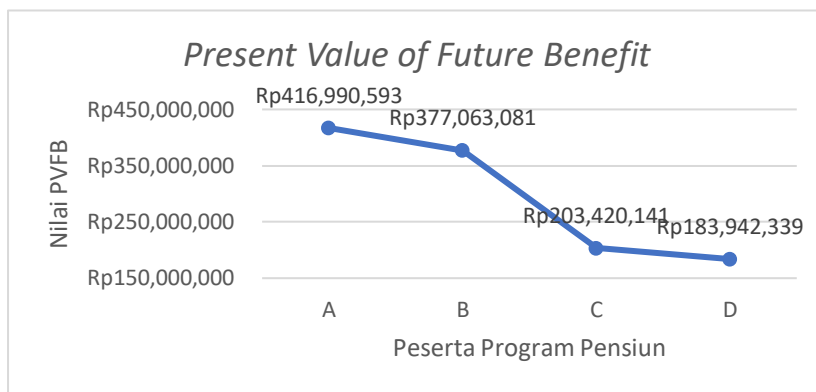 Present Value of Future Benefit
Rp450,000,000
Rp350,000,000
Rp250,000,000
Rp150,000,000
Nilai PVFB
Rp416,990,593
Rp377,063,081
Rp203,420,141
Rp183,942,339
A
B
C
D
Peserta Program Pensiun